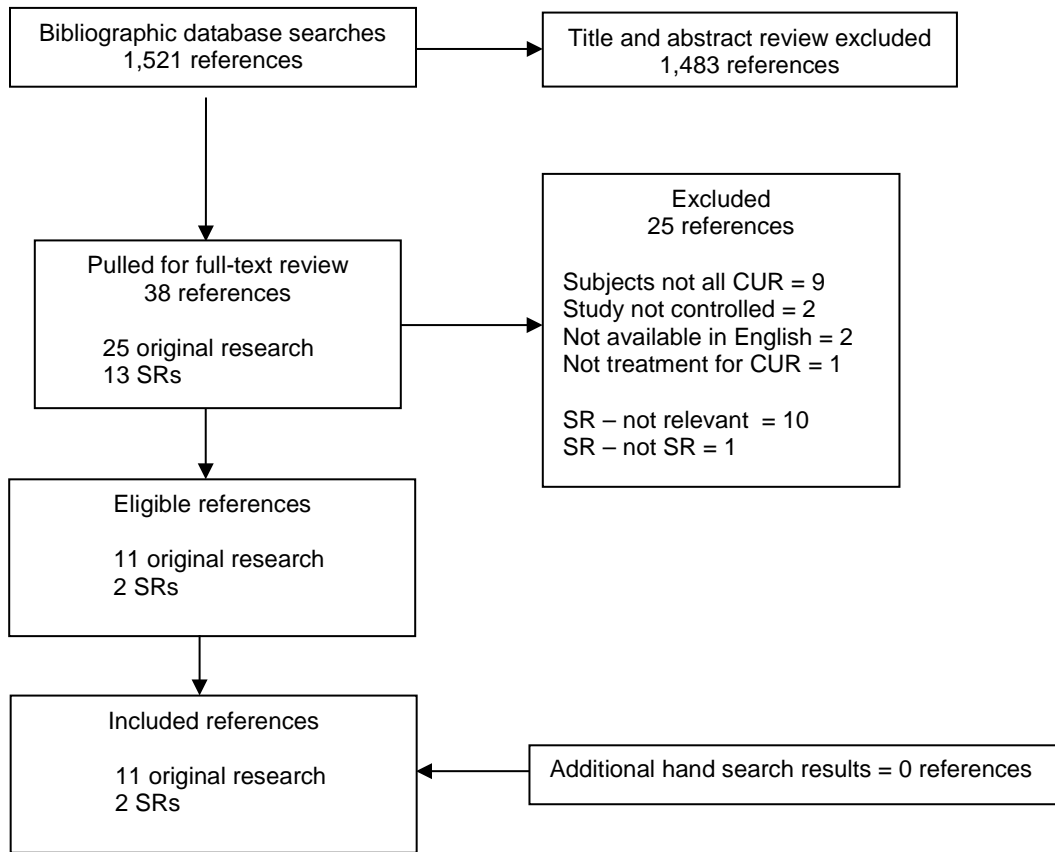 Bibliographic database searches
1,521 references
Title and abstract review excluded
1,483 references
Pulled for full-text review
38 references
25 original research
13 SRs
Excluded
25 references
Subjects not all CUR = 9
Study not controlled = 2
Not available in English = 2
Not treatment for CUR = 1
SR – not relevant = 10
SR – not SR = 1
Eligible references
11 original research
2 SRs
Included references
11 original research
2 SRs
Additional hand search results = 0 references